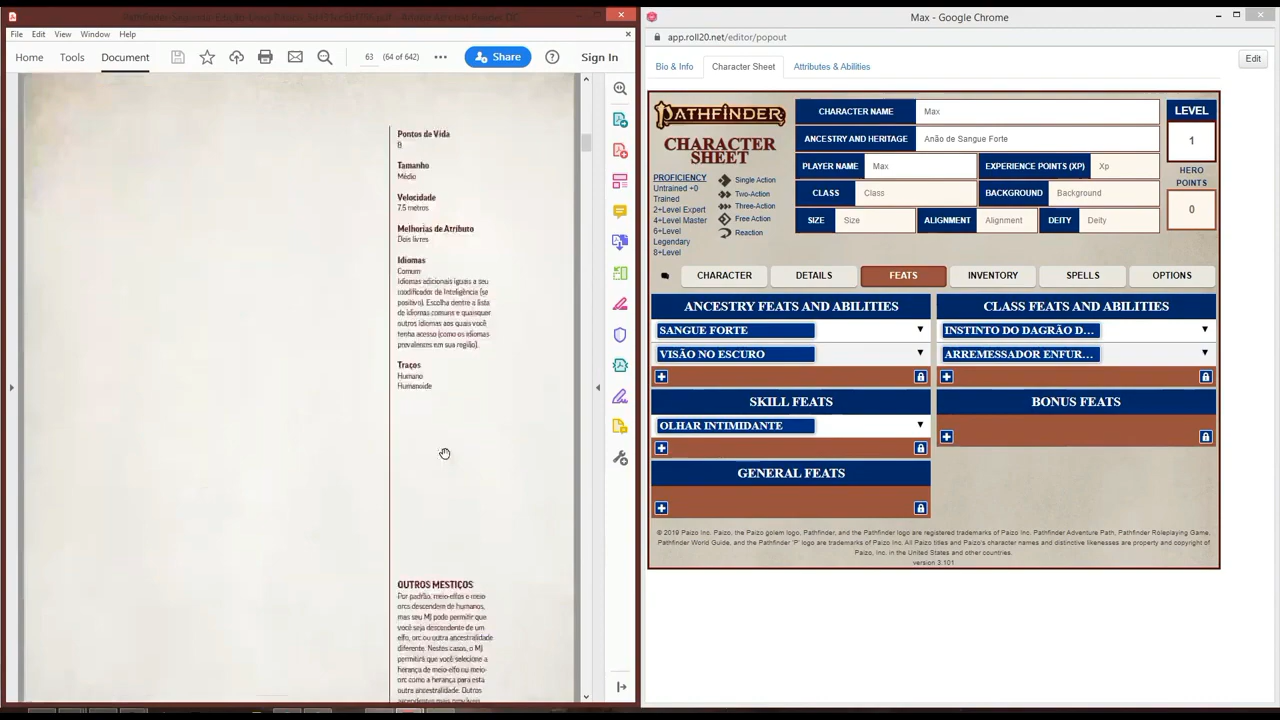 File Edit View Window Help
Home Tools Document 63 (64 of 642) Share Sign In
Pontos de Vida
8
Tamanho
Médio
Velocidade
7,5 metros
Melhorias de Atributo
Dois livres
Idiomas
Comum
Idiomas adicionais iguais a seu
modificador de Inteligência (se
positivo). Escolha dentre a lista
de idiomas comuns e quaisquer
outros idiomas aos quais você
tenha acesso (como os idiomas
prevalentes em sua região).
Traços
Humano
Humanoide
OUTROS MESTIÇOS
Por padrão, meio-elfos e meio
orcs descendem de humanos,
mas seu MJ pode permitir que
você seja descendente de um
elfo, orc ou outra ancestralidade
diferente. Nestes casos, o MJ
permitirá que você selecione a
herança de meio-elfo ou meio-
orc como a herança para esta
outra ancestralidade. Outros
Max - Google Chrome
app.roll20.net/editor/popout
Bio & Info Character Sheet Attributes & Abilities Edit
PATHFINDER
CHARACTER
SHEET
PROFICIENCY
Untrained +0
Trained
2+Level Expert
4+Level Master
6+Level
Legendary
8+Level
Single Action
Two-Action
Three-Action
Free Action
Reaction
CHARACTER NAME Max
ANCESTRY AND HERITAGE Anão de Sangue Forte
PLAYER NAME Max EXPERIENCE POINTS (XP) Xp
CLASS Class BACKGROUND Background
SIZE Size ALIGNMENT Alignment DEITY Deity
LEVEL
1
HERO
POINTS
0
CHARACTER DETAILS FEATS INVENTORY SPELLS OPTIONS
ANCESTRY FEATS AND ABILITIES
SANGUE FORTE
VISÃO NO ESCURO
CLASS FEATS AND ABILITIES
INSTINTO DO DAGRÃO D...
ARREMESSADOR ENFUR...
SKILL FEATS
OLHAR INTIMIDANTE
BONUS FEATS
GENERAL FEATS
© 2019 Paizo Inc. Paizo, the Paizo golem logo, Pathfinder, and the Pathfinder logo are registered trademarks of Paizo Inc. Pathfinder Adventure Path, Pathfinder Roleplaying Game,
Pathfinder World Guide, and the Pathfinder 'P' logo are trademarks of Paizo Inc. All Paizo titles and Paizo's character names and distinctive likenesses are property and copyright of
Paizo, Inc. in the United States and other countries.
version 3.101